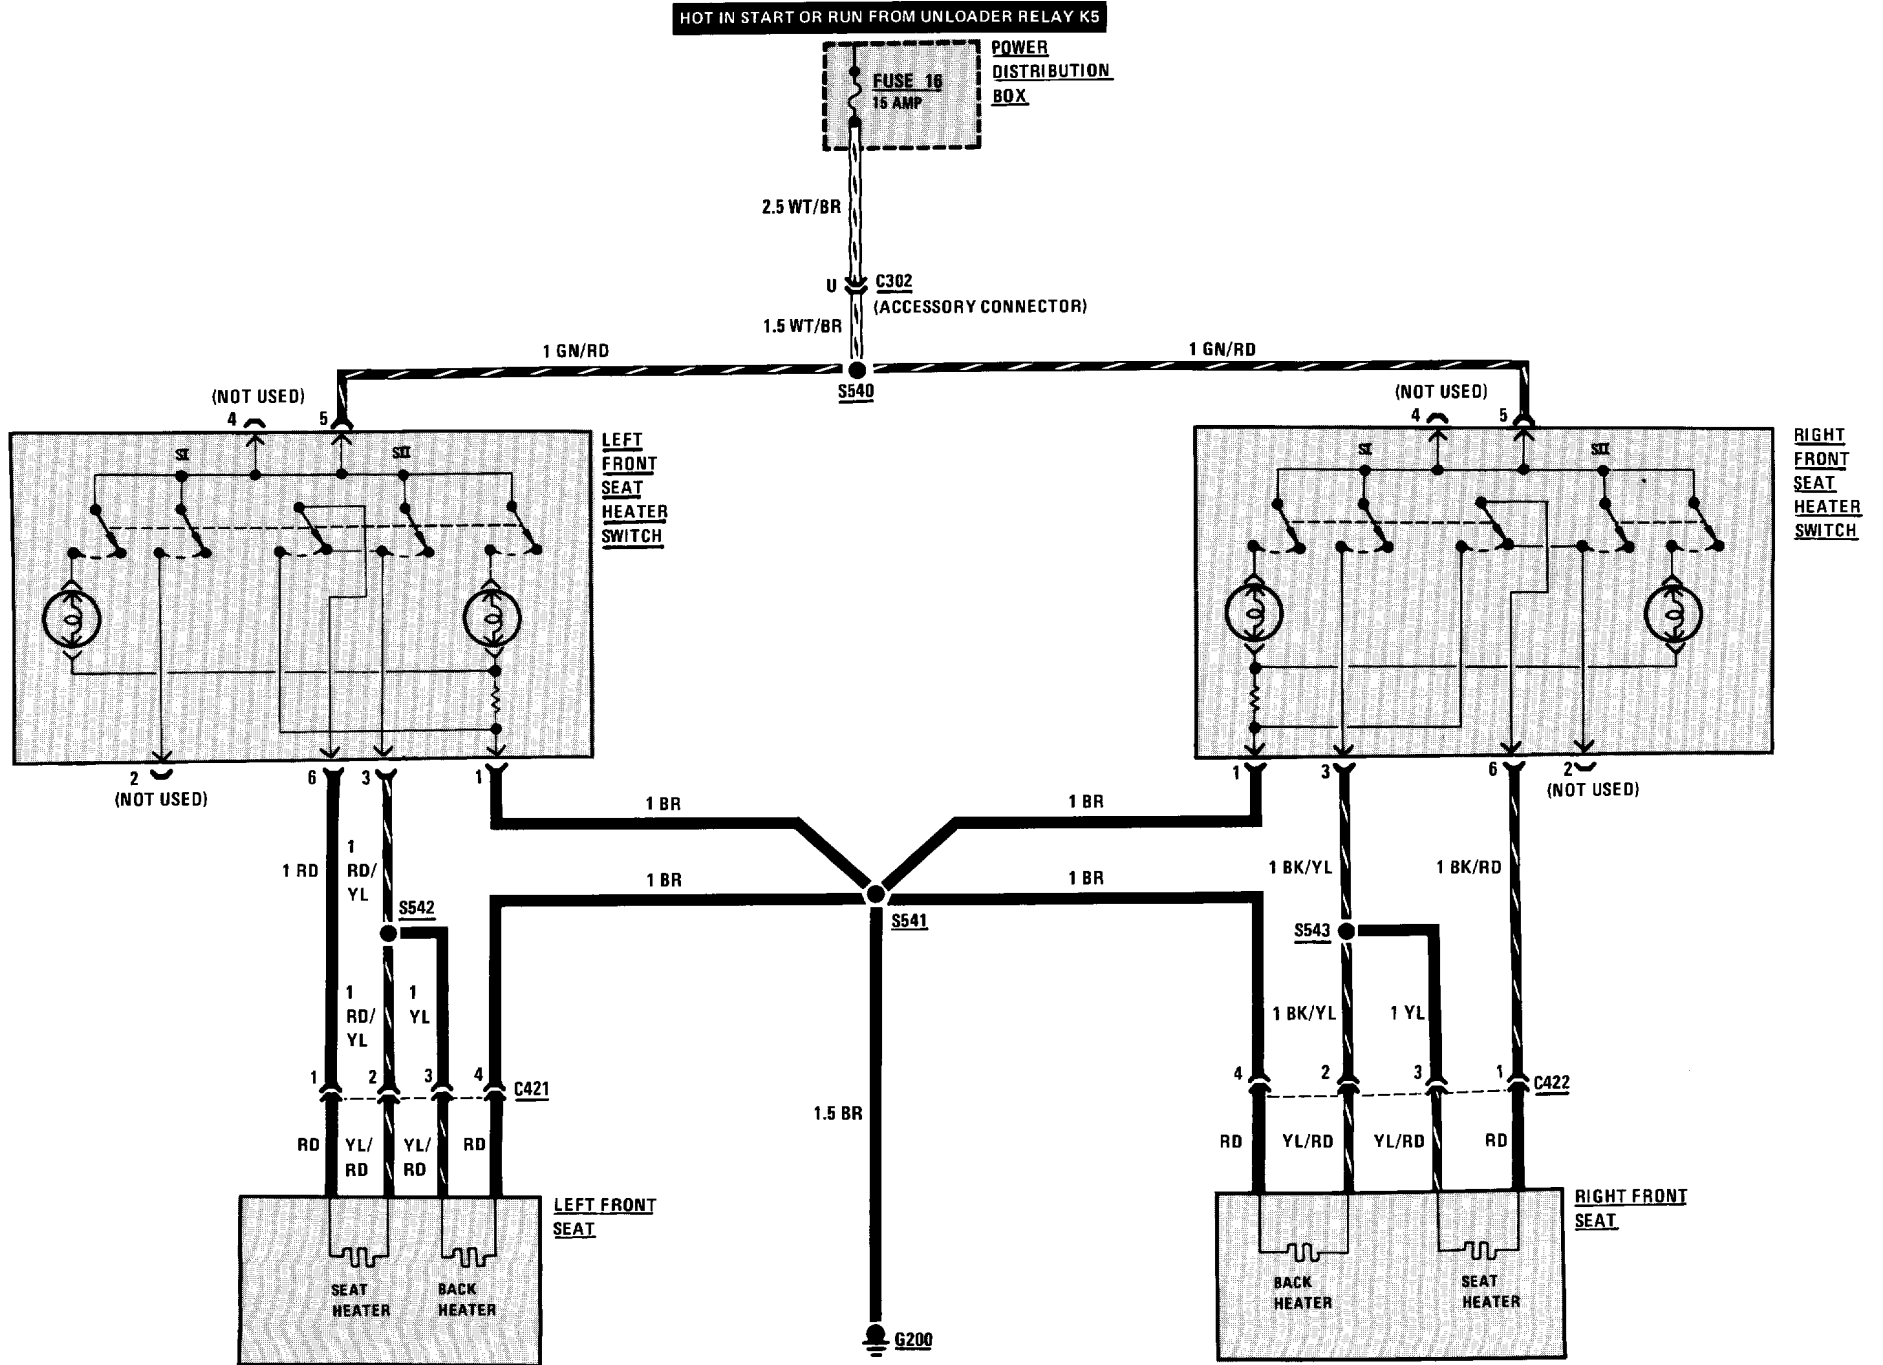 HOT IN START OR RUN FROM UNLOADER RELAY K5
POWER
DISTRIBUTION
BOX
FUSE 16
15 AMP
2.5 WT/BR
U
C302
(ACCESSORY CONNECTOR)
1.5 WT/BR
1 GN/RD
1 GN/RD
S540
(NOT USED)
4
5
(NOT USED)
4
5
LEFT
FRONT
SEAT
HEATER
SWITCH
SI
SII
RIGHT
FRONT
SEAT
HEATER
SWITCH
SI
SII
2
(NOT USED)
6
3
1
1
3
6
2
(NOT USED)
1 BR
1 BR
1 RD
1
RD/
YL
1 BK/YL
1 BK/RD
1 BR
1 BR
S542
S541
S543
1
RD/
YL
1
YL
1 BK/YL
1 YL
1
2
3
4
C421
4
2
3
1
C422
1.5 BR
RD
YL/
RD
YL/
RD
RD
RD
YL/RD
YL/RD
RD
LEFT FRONT
SEAT
RIGHT FRONT
SEAT
SEAT
HEATER
BACK
HEATER
BACK
HEATER
SEAT
HEATER
G200